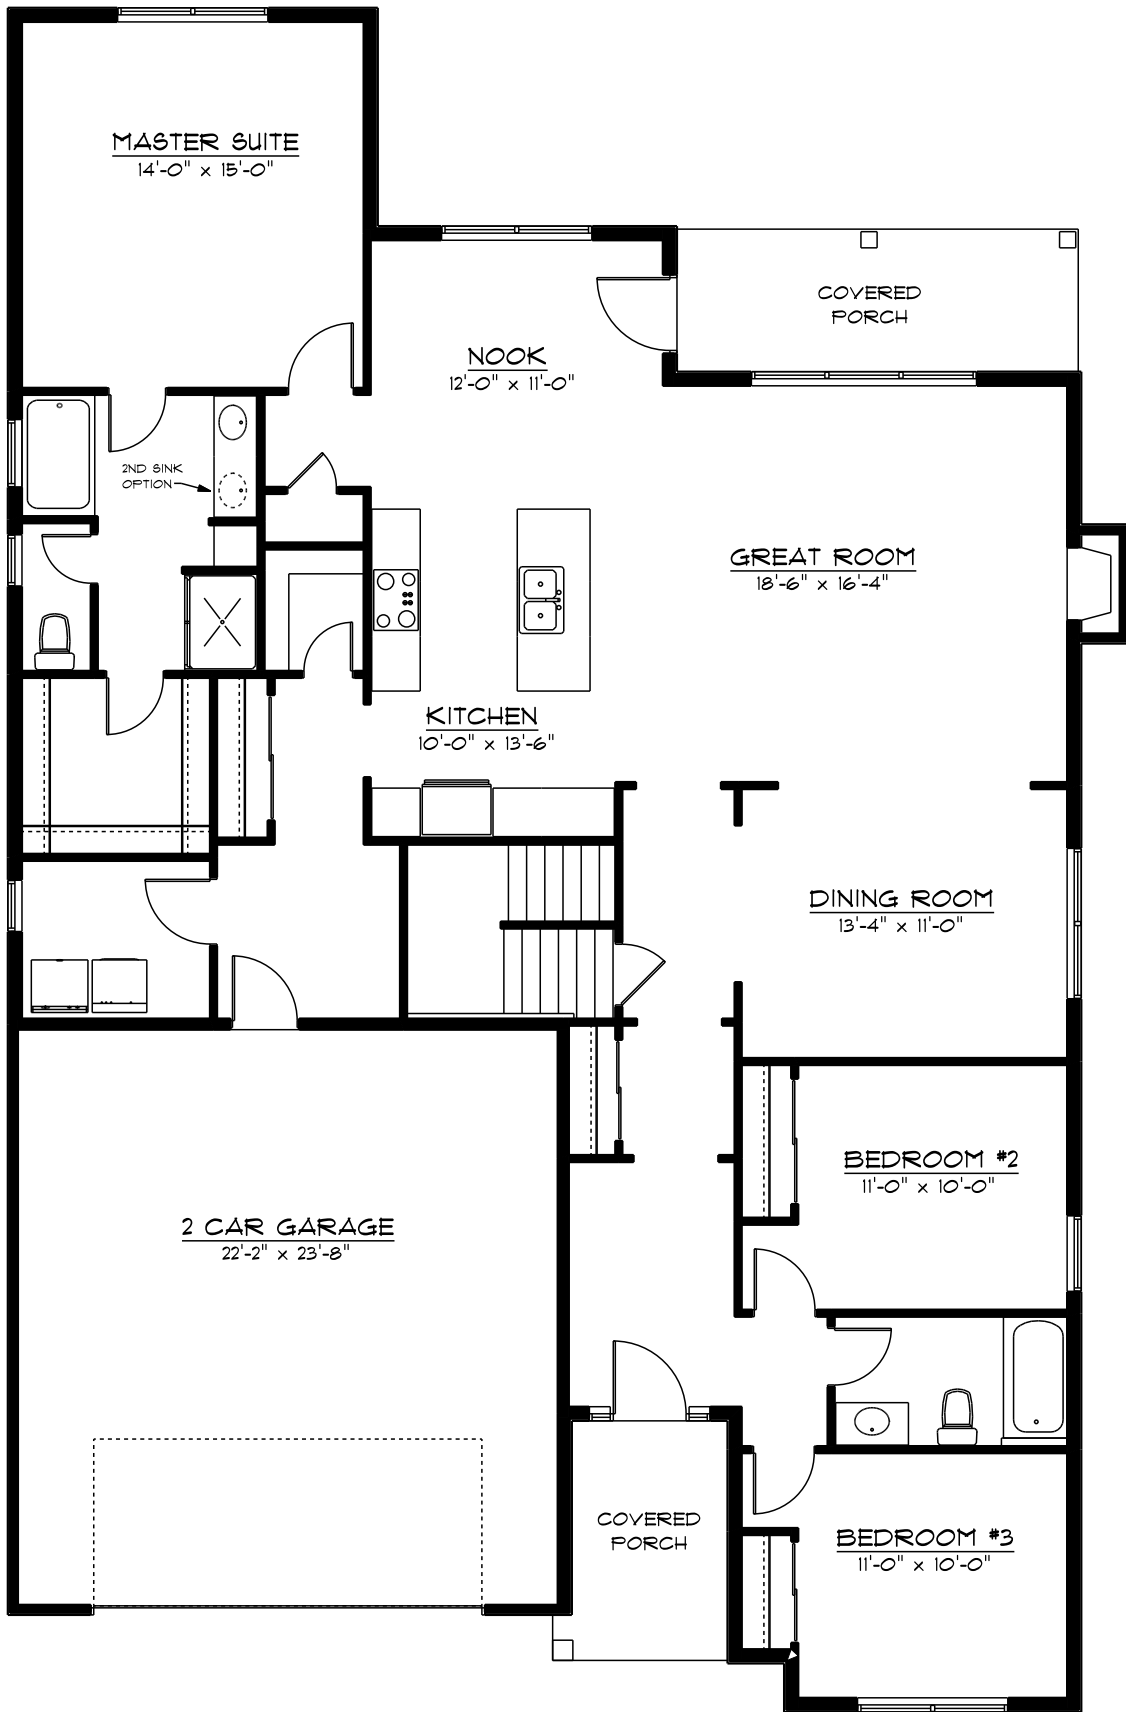 MASTER SUITE
14'-0" x 15'-0"
COVERED
PORCH
NOOK
12'-0" x 11'-0"
2ND SINK
OPTION
GREAT ROOM
18'-6" x 16'-4"
KITCHEN
10'-0" x 13'-6"
DINING ROOM
13'-4" x 11'-0"
BEDROOM #2
11'-0" x 10'-0"
2 CAR GARAGE
22'-2" x 23'-8"
COVERED
PORCH
BEDROOM #3
11'-0" x 10'-0"